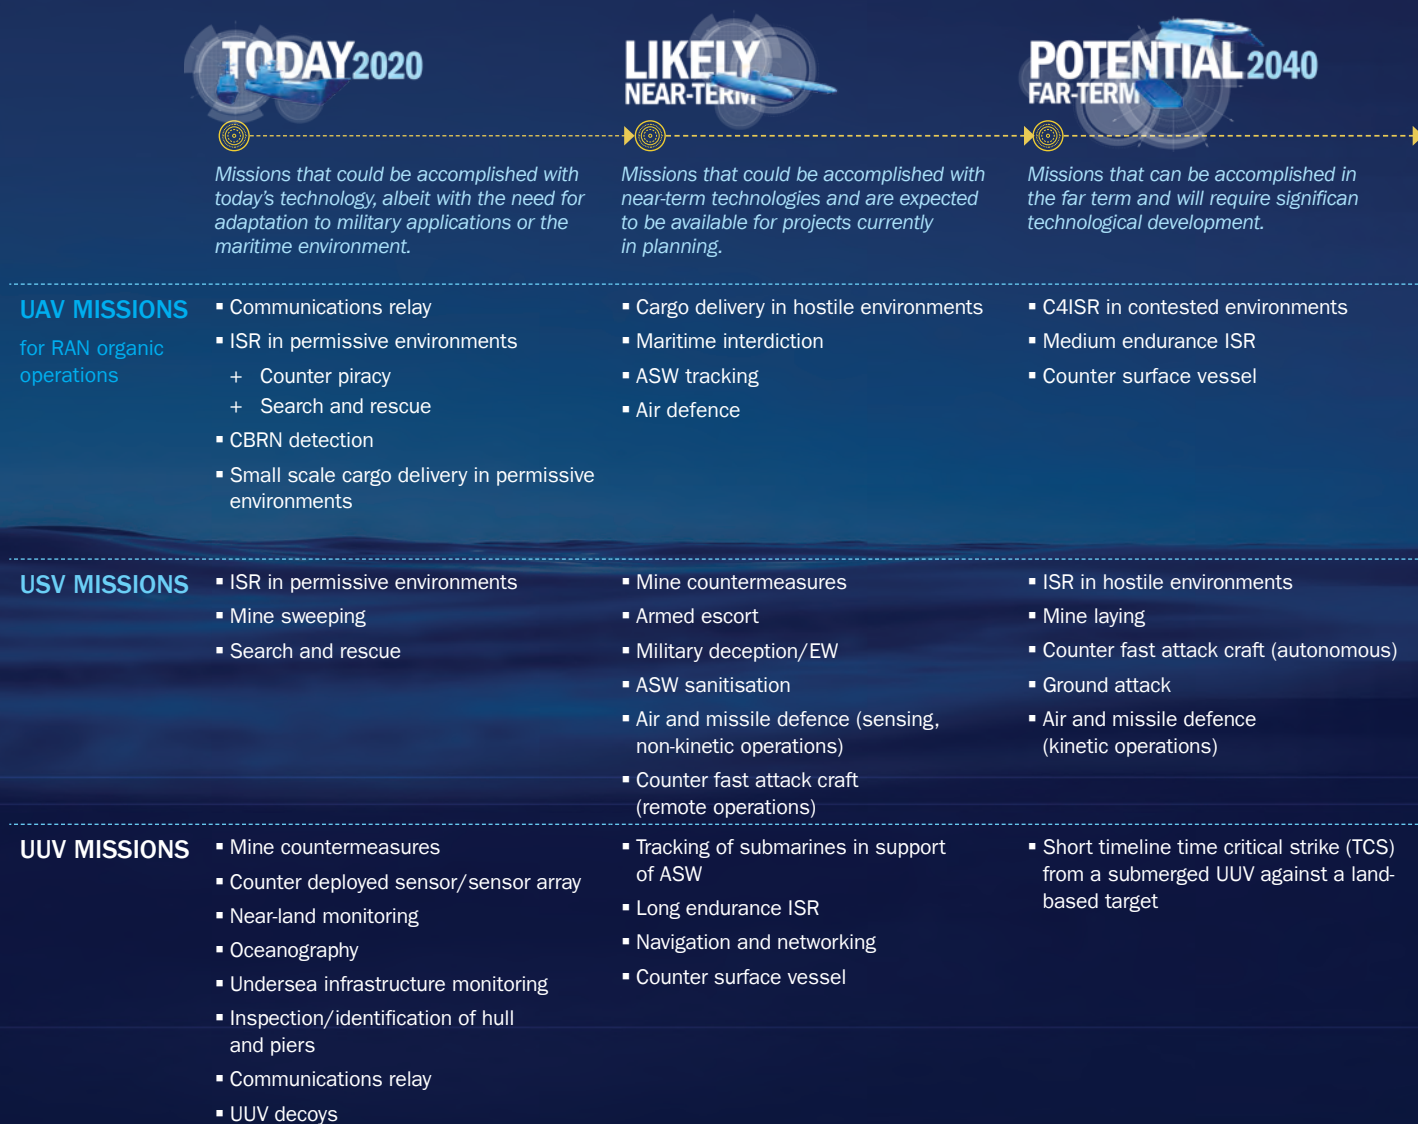 TODAY 2020
LIKELY
NEAR-TERM
POTENTIAL 2040
FAR-TERM
Missions that could be accomplished with
today's technology, albeit with the need for
adaptation to military applications or the
maritime environment.
Missions that could be accomplished with
near-term technologies and are expected
to be available for projects currently
in planning.
Missions that can be accomplished in
the far term and will require significan
technological development.
UAV MISSIONS
for RAN organic
operations
▪ Communications relay
▪ ISR in permissive environments
+ Counter piracy
+ Search and rescue
▪ CBRN detection
▪ Small scale cargo delivery in permissive
environments
▪ Cargo delivery in hostile environments
▪ Maritime interdiction
▪ ASW tracking
▪ Air defence
▪ C4ISR in contested environments
▪ Medium endurance ISR
▪ Counter surface vessel
USV MISSIONS
▪ ISR in permissive environments
▪ Mine sweeping
▪ Search and rescue
▪ Mine countermeasures
▪ Armed escort
▪ Military deception/EW
▪ ASW sanitisation
▪ Air and missile defence (sensing,
non-kinetic operations)
▪ Counter fast attack craft
(remote operations)
▪ ISR in hostile environments
▪ Mine laying
▪ Counter fast attack craft (autonomous)
▪ Ground attack
▪ Air and missile defence
(kinetic operations)
UUV MISSIONS
▪ Mine countermeasures
▪ Counter deployed sensor/sensor array
▪ Near-land monitoring
▪ Oceanography
▪ Undersea infrastructure monitoring
▪ Inspection/identification of hull
and piers
▪ Communications relay
▪ UUV decoys
▪ Tracking of submarines in support
of ASW
▪ Long endurance ISR
▪ Navigation and networking
▪ Counter surface vessel
▪ Short timeline time critical strike (TCS)
from a submerged UUV against a land-
based target